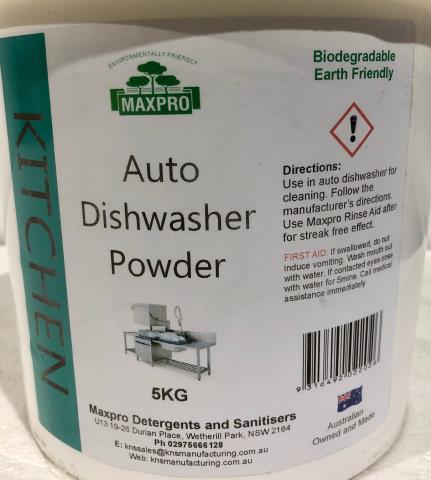 ENVIRONMENTALLY FRIENDLY
MAXPRO
KITCHEN
Auto
Dishwasher
Powder
5KG
Biodegradable
Earth Friendly
Directions:
Use in auto dishwasher for
cleaning. Follow the
manufacturer's directions.
Use Maxpro Rinse Aid after
for streak free effect.
FIRST AID: If swallowed, do not
induce vomiting. Wash mouth out
with water. If contacted eyes rinse
with water for 5mins. Call medical
assistance immediately
Australian
Owned and Made
Maxpro Detergents and Sanitisers
U13 19-26 Durian Place, Wetherill Park, NSW 2164
Ph 02975666128
E: knssales@knsmanufacturing.com.au
Web: knsmanufacturing.com.au